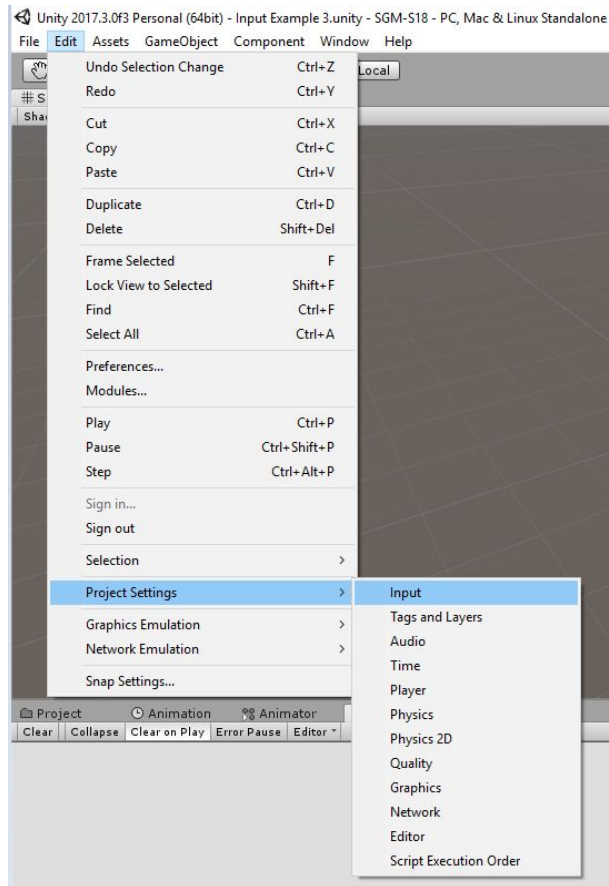 Unity 2017.3.0f3 Personal (64bit) - Input Example 3.unity - SGM-S18 - PC, Mac & Linux Standalone
File Edit Assets GameObject Component Window Help
Local
# S
Sha
Undo Selection Change Ctrl+Z
Redo Ctrl+Y
Cut Ctrl+X
Copy Ctrl+C
Paste Ctrl+V
Duplicate Ctrl+D
Delete Shift+Del
Frame Selected F
Lock View to Selected Shift+F
Find Ctrl+F
Select All Ctrl+A
Preferences...
Modules...
Play Ctrl+P
Pause Ctrl+Shift+P
Step Ctrl+Alt+P
Sign in...
Sign out
Selection >
Project Settings >
Graphics Emulation >
Network Emulation >
Snap Settings...
Input
Tags and Layers
Audio
Time
Player
Physics
Physics 2D
Quality
Graphics
Network
Editor
Script Execution Order
Project Animation Animator
Clear Collapse Clear on Play Error Pause Editor